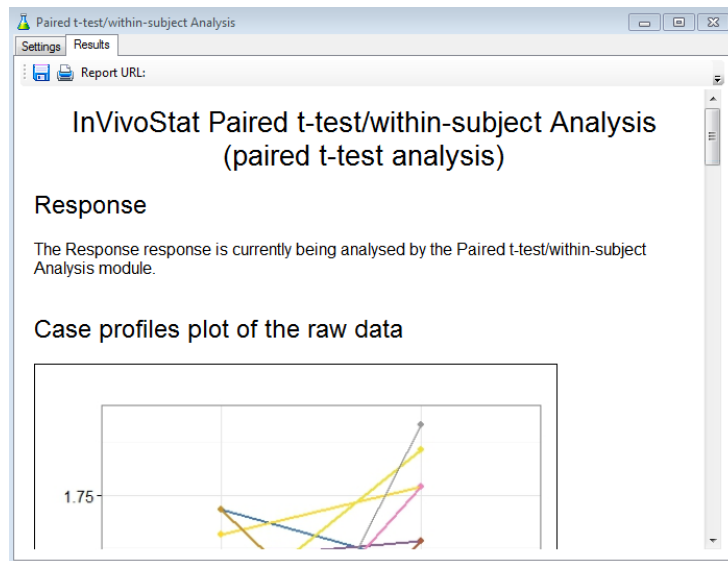 Paired t-test/within-subject Analysis
Settings Results
Report URL:
InVivoStat Paired t-test/within-subject Analysis
(paired t-test analysis)
Response
The Response response is currently being analysed by the Paired t-test/within-subject
Analysis module.
Case profiles plot of the raw data
1.75